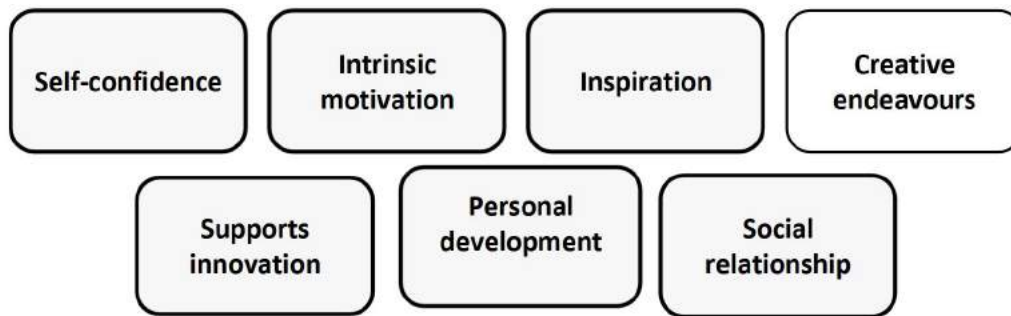 Self-confidence
Intrinsic
motivation
Inspiration
Creative
endeavours
Supports
innovation
Personal
development
Social
relationship